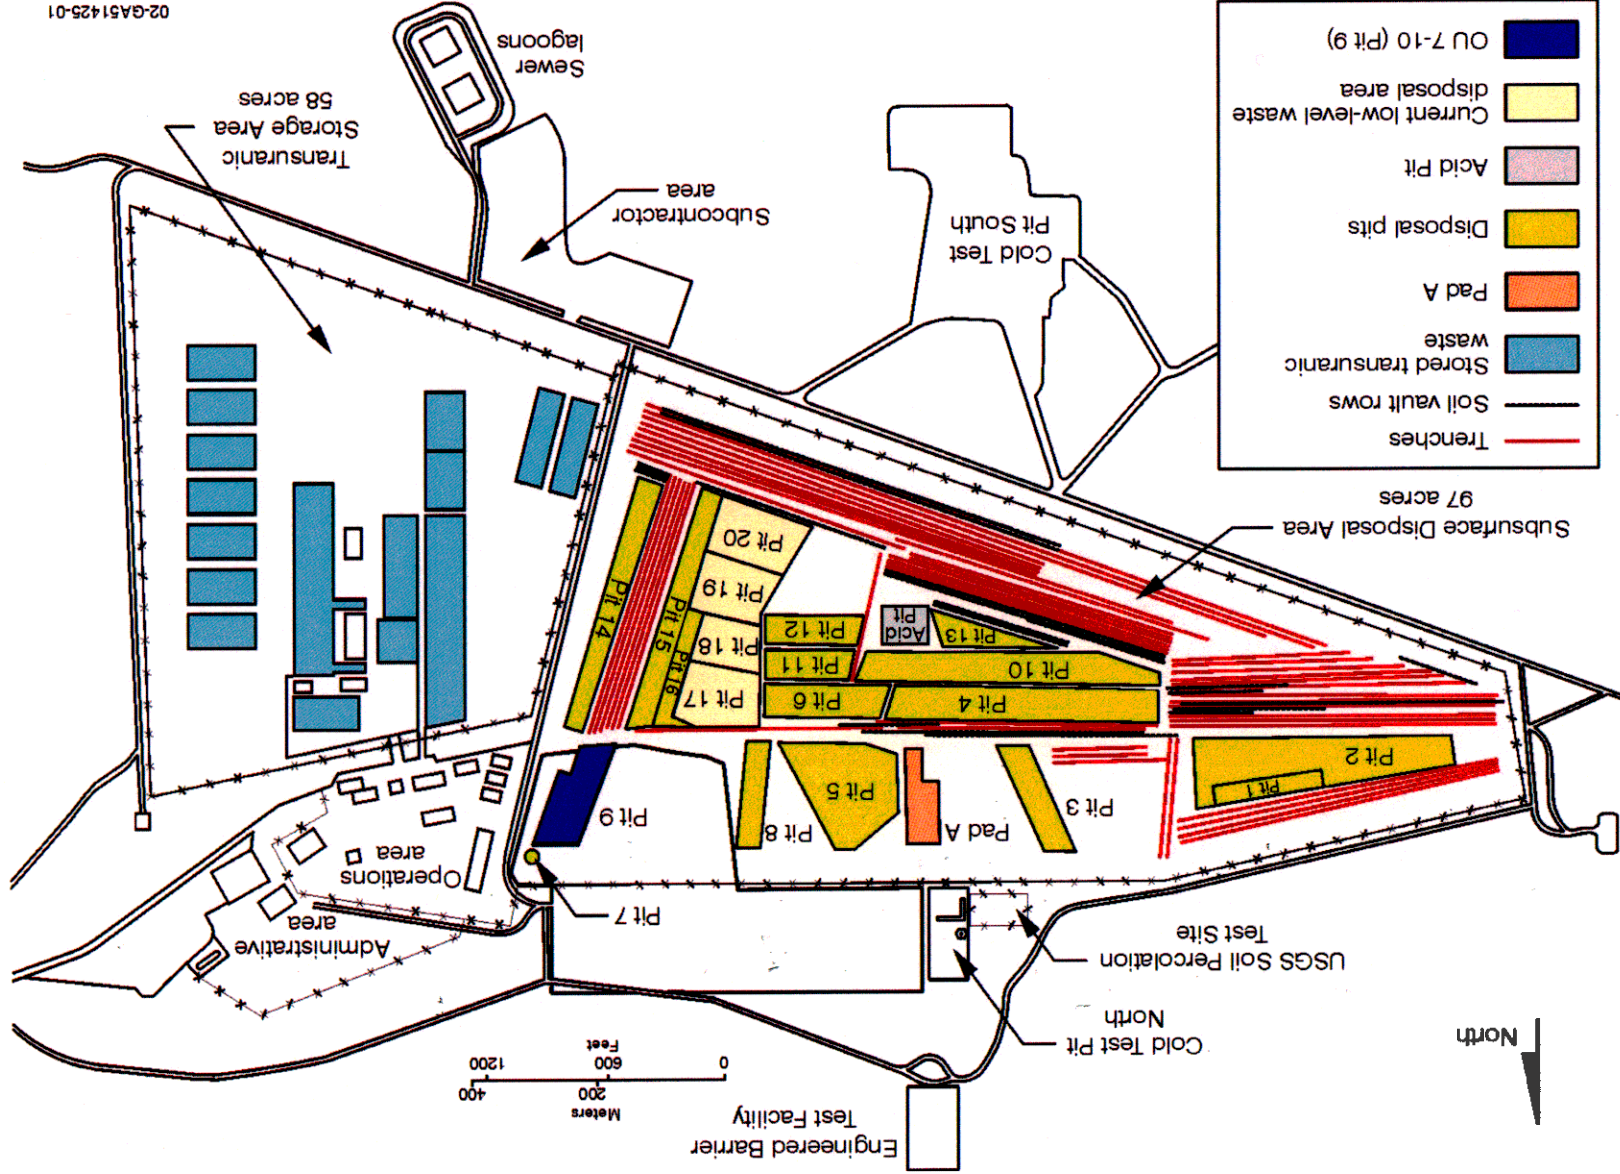 Engineered Barrier
Test Facility
Meters
0
200
400
0
600
1200
Feet
North
Cold Test Pit
North
USGS Soil Percolation
Test Site
Administrative
area
Pit 7
Operations
area
Pit 1
Pit 2
Pit 3
Pad A
Pit 5
Pit 8
Pit 9
Pit 4
Pit 6
Pit 17
Pit 16
Pit 10
Pit 11
Pit 18
Pit 15
Pit 14
Pit 13
Acid
Pit
Pit 12
Pit 19
Pit 20
Subsurface Disposal Area
97 acres
Trenches
Soil vault rows
Stored transuranic
waste
Pad A
Disposal pits
Acid Pit
Current low-level waste
disposal area
OU 7-10 (Pit 9)
Cold Test
Pit South
Subcontractor
area
Transuranic
Storage Area
58 acres
Sewer
lagoons
02-GA51425-01